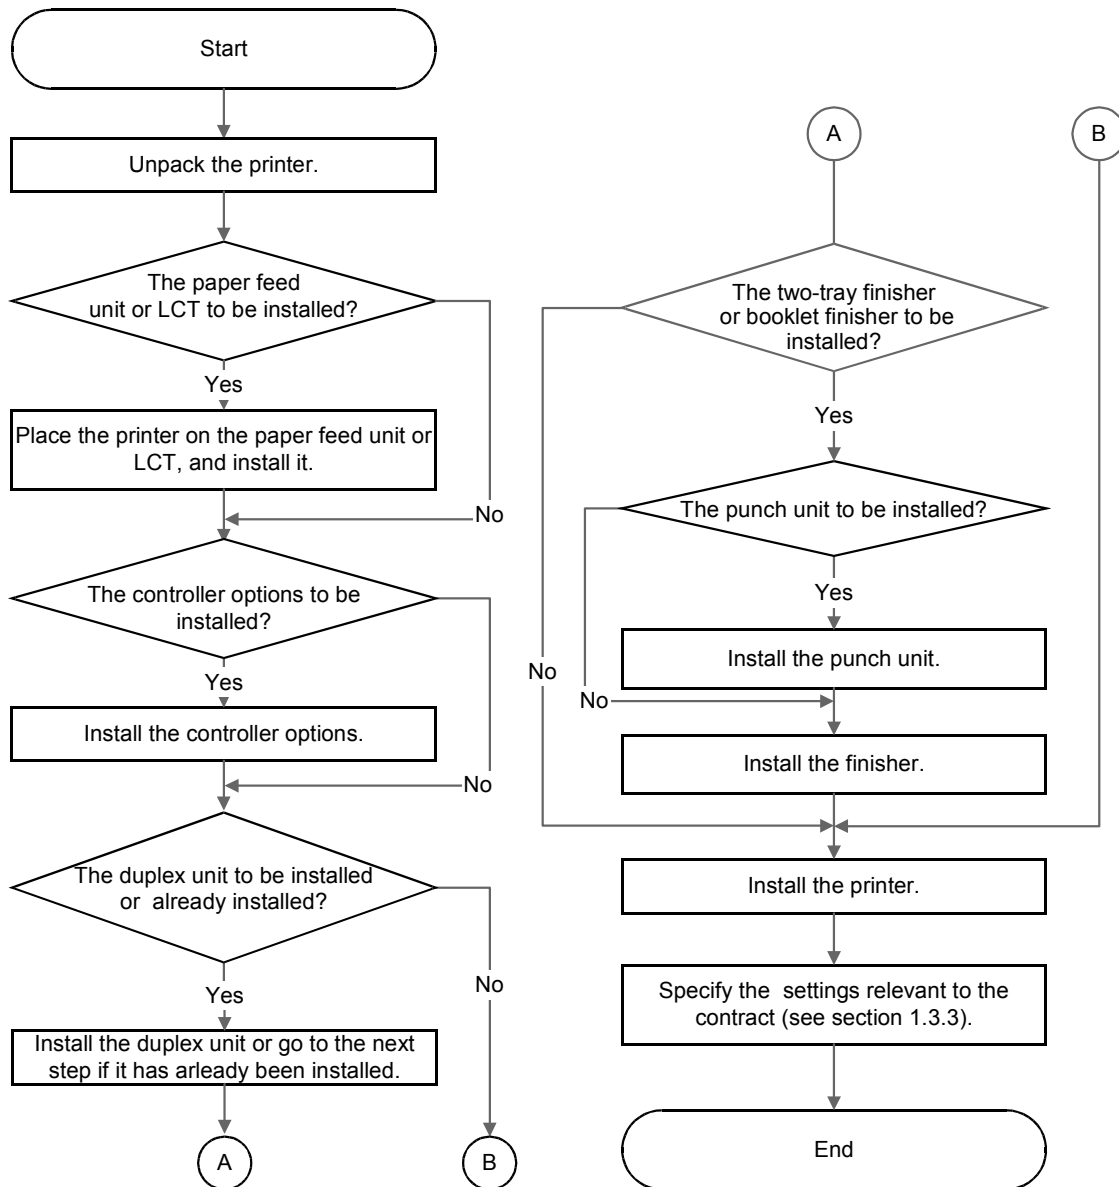 Start
Unpack the printer.
The paper feed
unit or LCT to be installed?
Yes
Place the printer on the paper feed unit or
LCT, and install it.
No
The controller options to be
installed?
Yes
Install the controller options.
No
The duplex unit to be installed
or already installed?
Yes
No
Install the duplex unit or go to the next
step if it has arleady been installed.
A
B
A
B
The two-tray finisher
or booklet finisher to be
installed?
Yes
The punch unit to be installed?
Yes
Install the punch unit.
No
No
Install the finisher.
Install the printer.
Specify the settings relevant to the
contract (see section 1.3.3).
End